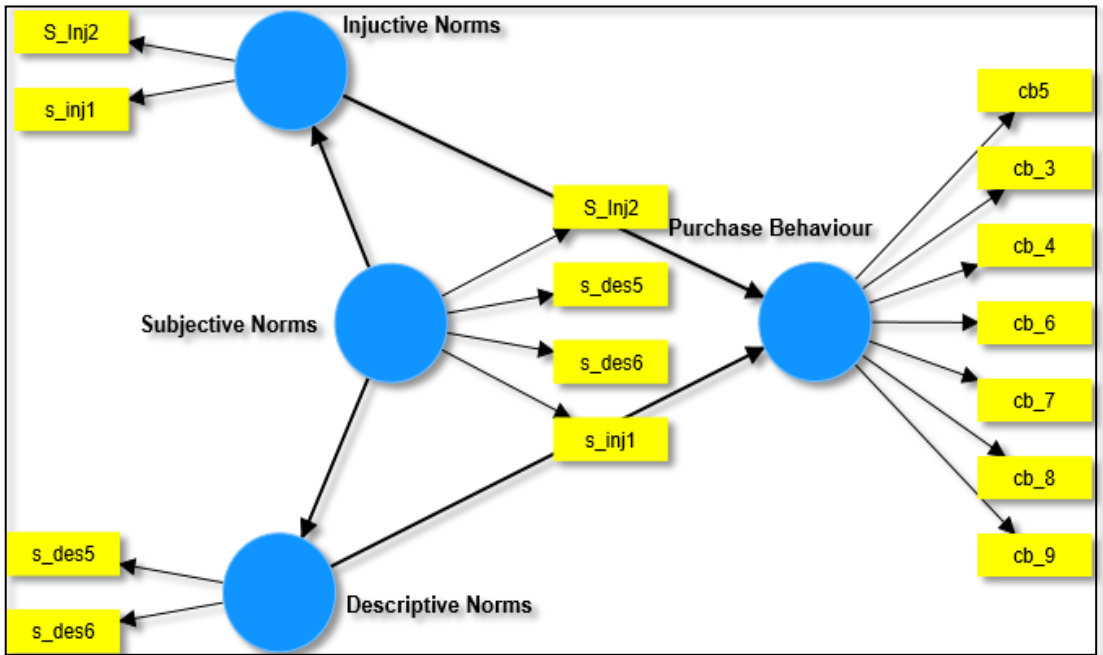 S_Inj2
Injuctive Norms
s_inj1
cb5
cb_3
S_Inj2
Purchase Behaviour
cb_4
s_des5
Subjective Norms
cb_6
s_des6
cb_7
s_inj1
cb_8
s_des5
cb_9
Descriptive Norms
s_des6